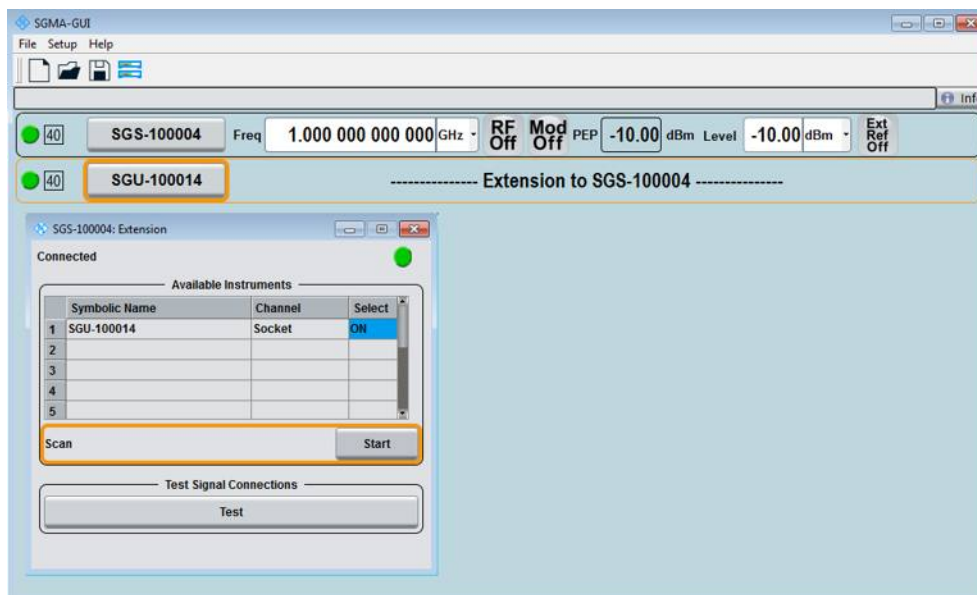 SGMA-GUI
File Setup Help
Info
40 SGS-100004 Freq 1.000 000 000 000 GHz RF Off Mod Off PEP -10.00 dBm Level -10.00 dBm Ext Ref Off
40 SGU-100014 --------------- Extension to SGS-100004 ---------------
SGS-100004: Extension
Connected
Available Instruments
Symbolic Name Channel Select
1 SGU-100014 Socket ON
2
3
4
5
Scan Start
Test Signal Connections
Test